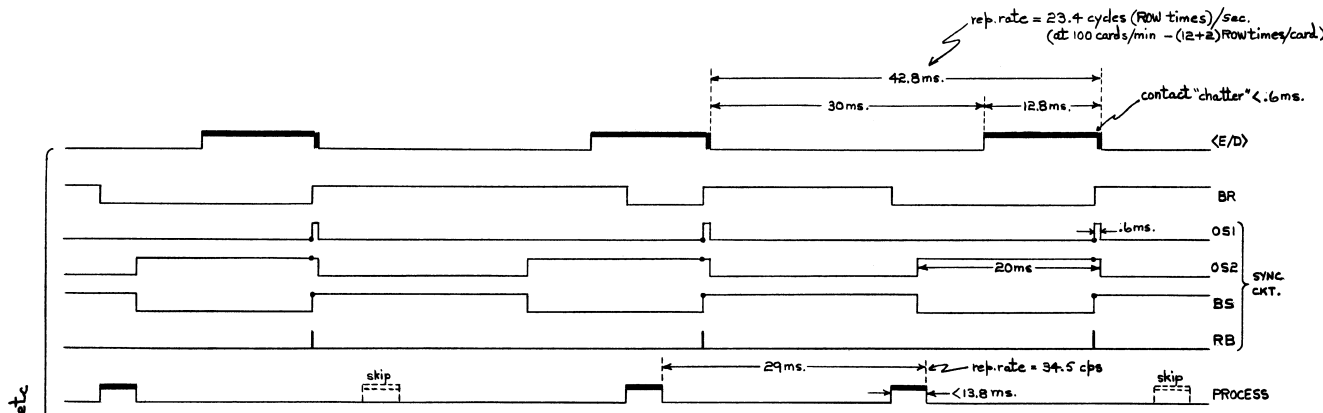 rep.rate = 23.4 cycles (ROW times)/sec.
(at 100 cards/min – (12+2) ROW times/card)
42.8 ms.
30 ms.
12.8 ms.
contact "chatter" < .6 ms.
⟨E/D⟩
BR
OS1
.6 ms.
OS2
20 ms
SYNC. CKT.
BS
RB
29 ms.
rep.rate = 34.5 cps
skip
skip
<13.8 ms.
PROCESS
etc